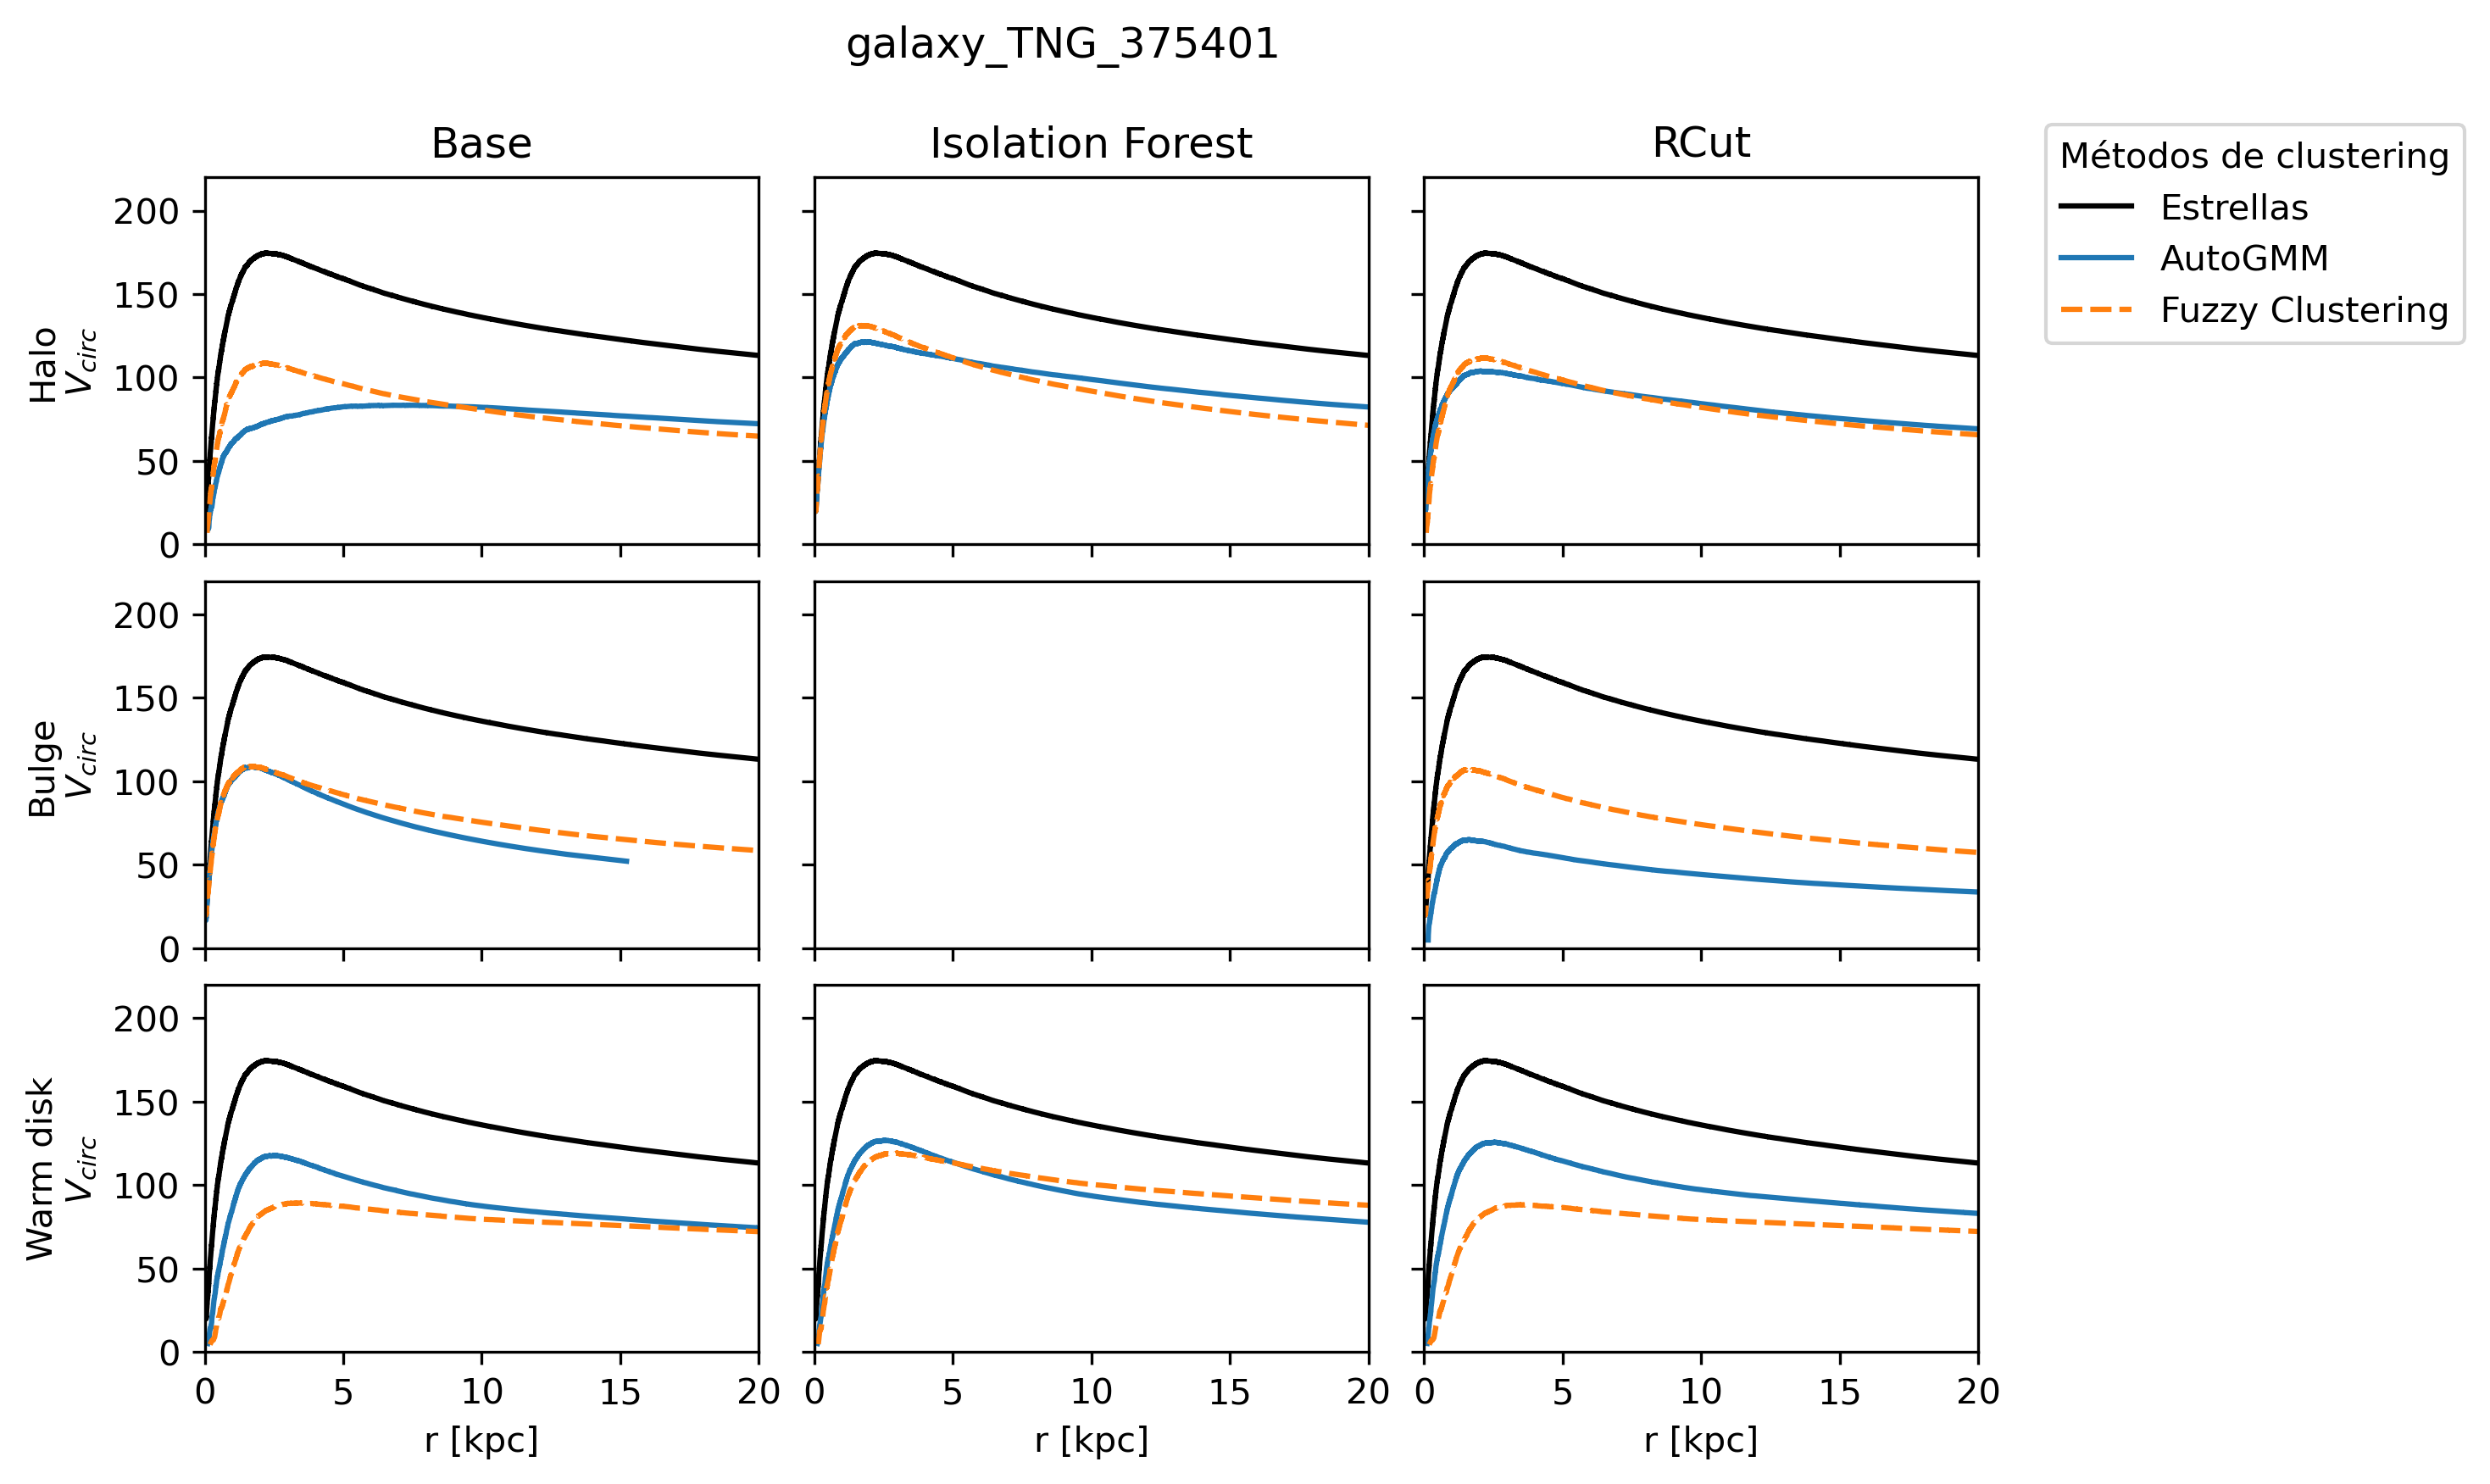 galaxy_TNG_375401
Base
Isolation Forest
RCut
Métodos de clustering
Estrellas
AutoGMM
Fuzzy Clustering
Halo
V_circ
200
150
100
50
0
Bulge
V_circ
200
150
100
50
0
Warm disk
V_circ
200
150
100
50
0
0 5 10 15 20
0 5 10 15 20
0 5 10 15 20
r [kpc]
r [kpc]
r [kpc]